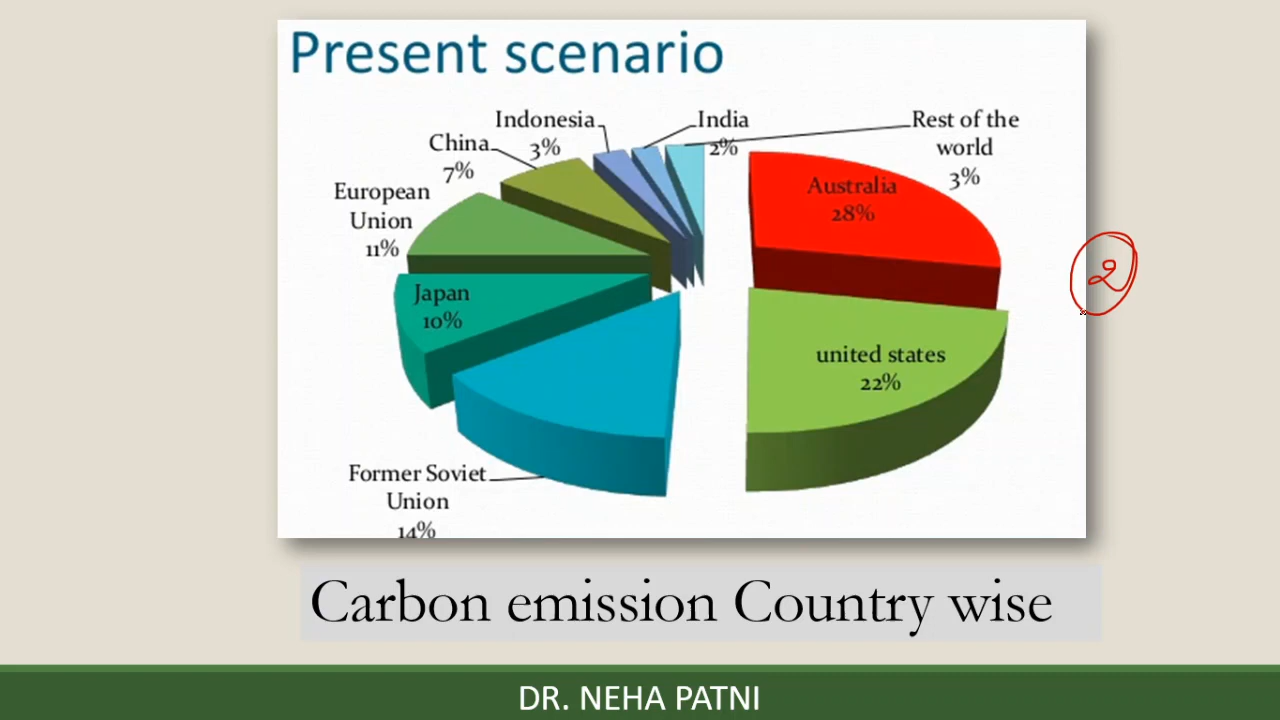 Present scenario
Indonesia
3%
India
2%
Rest of the
world
3%
China
7%
European
Union
11%
Australia
28%
Japan
10%
united states
22%
Former Soviet
Union
14%
2
Carbon emission Country wise
DR. NEHA PATNI